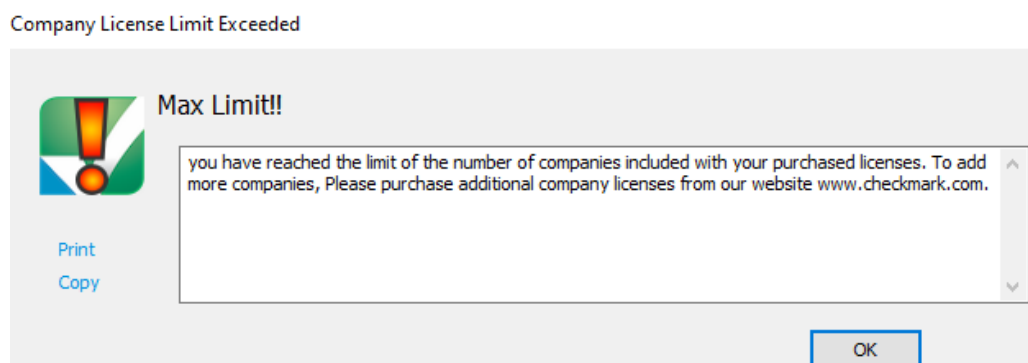 Company License Limit Exceeded
Max Limit!!
you have reached the limit of the number of companies included with your purchased licenses. To add
more companies, Please purchase additional company licenses from our website www.checkmark.com.
Print
Copy
OK